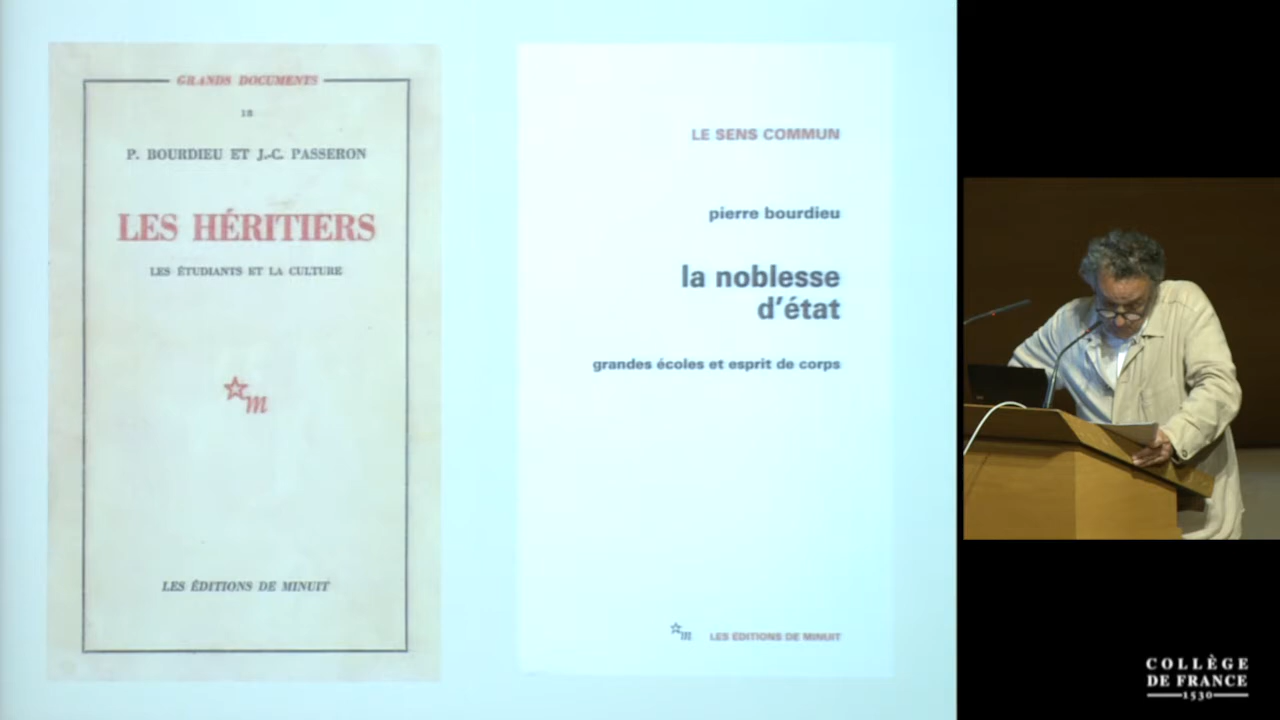 GRANDS DOCUMENTS
18
P. BOURDIEU ET J.-C. PASSERON
LES HÉRITIERS
LES ÉTUDIANTS ET LA CULTURE
m
LES ÉDITIONS DE MINUIT
LE SENS COMMUN
pierre bourdieu
la noblesse
d'état
grandes écoles et esprit de corps
m LES ÉDITIONS DE MINUIT
COLLÈGE
DE FRANCE
1530